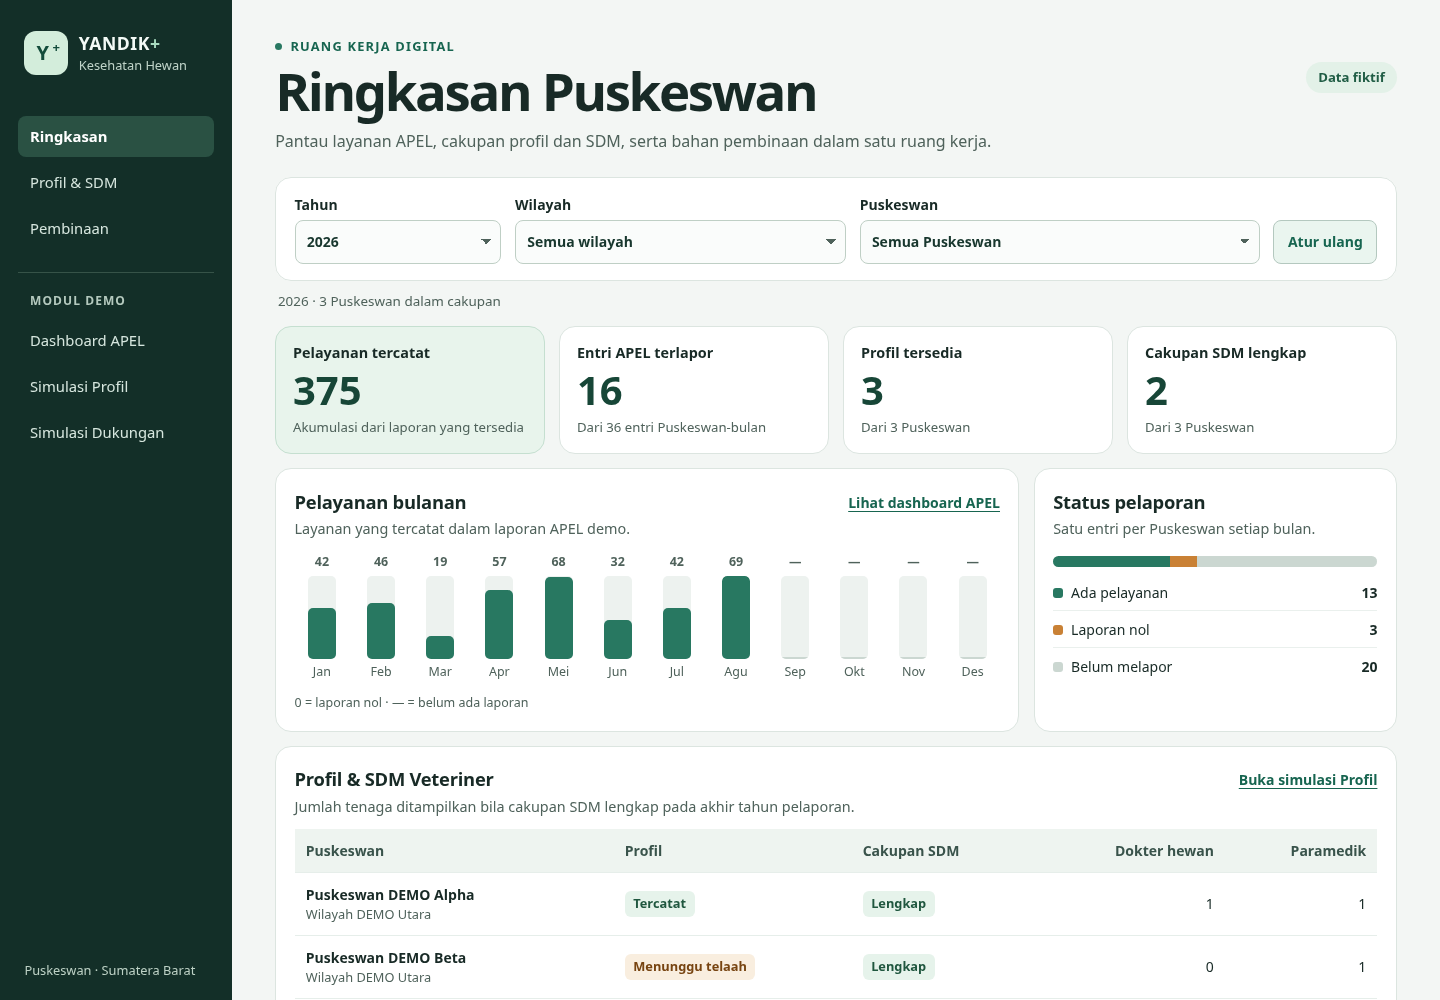 Y+
YANDIK+
Kesehatan Hewan
Ringkasan
Profil & SDM
Pembinaan
MODUL DEMO
Dashboard APEL
Simulasi Profil
Simulasi Dukungan
Puskeswan · Sumatera Barat
RUANG KERJA DIGITAL
Ringkasan Puskeswan
Data fiktif
Pantau layanan APEL, cakupan profil dan SDM, serta bahan pembinaan dalam satu ruang kerja.
Tahun Wilayah Puskeswan
2026 Semua wilayah Semua Puskeswan Atur ulang
2026 · 3 Puskeswan dalam cakupan
Pelayanan tercatat
375
Akumulasi dari laporan yang tersedia
Entri APEL terlapor
16
Dari 36 entri Puskeswan-bulan
Profil tersedia
3
Dari 3 Puskeswan
Cakupan SDM lengkap
2
Dari 3 Puskeswan
Pelayanan bulanan Lihat dashboard APEL
Layanan yang tercatat dalam laporan APEL demo.
42 46 19 57 68 32 42 69 — — — —
Jan Feb Mar Apr Mei Jun Jul Agu Sep Okt Nov Des
0 = laporan nol · — = belum ada laporan
Status pelaporan
Satu entri per Puskeswan setiap bulan.
Ada pelayanan 13
Laporan nol 3
Belum melapor 20
Profil & SDM Veteriner Buka simulasi Profil
Jumlah tenaga ditampilkan bila cakupan SDM lengkap pada akhir tahun pelaporan.
Puskeswan Profil Cakupan SDM Dokter hewan Paramedik
Puskeswan DEMO Alpha Tercatat Lengkap 1 1
Wilayah DEMO Utara
Puskeswan DEMO Beta Menunggu telaah Lengkap 0 1
Wilayah DEMO Utara